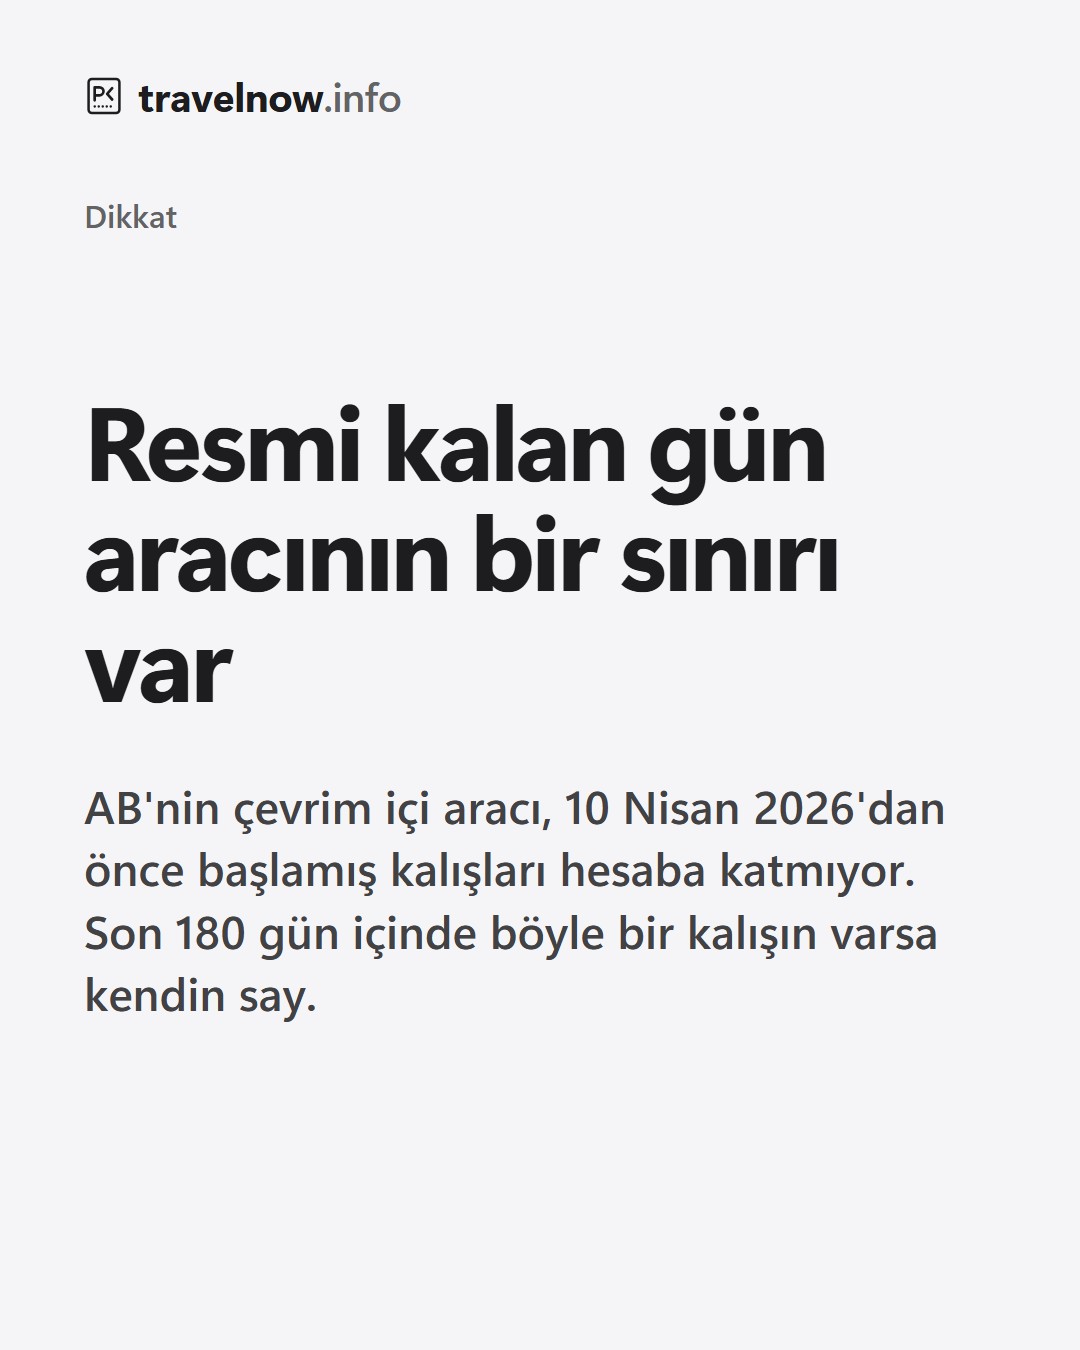 travelnow.info
Dikkat
Resmi kalan gün
aracının bir sınırı
var
AB'nin çevrim içi aracı, 10 Nisan 2026'dan
önce başlamış kalışları hesaba katmıyor.
Son 180 gün içinde böyle bir kalışın varsa
kendin say.